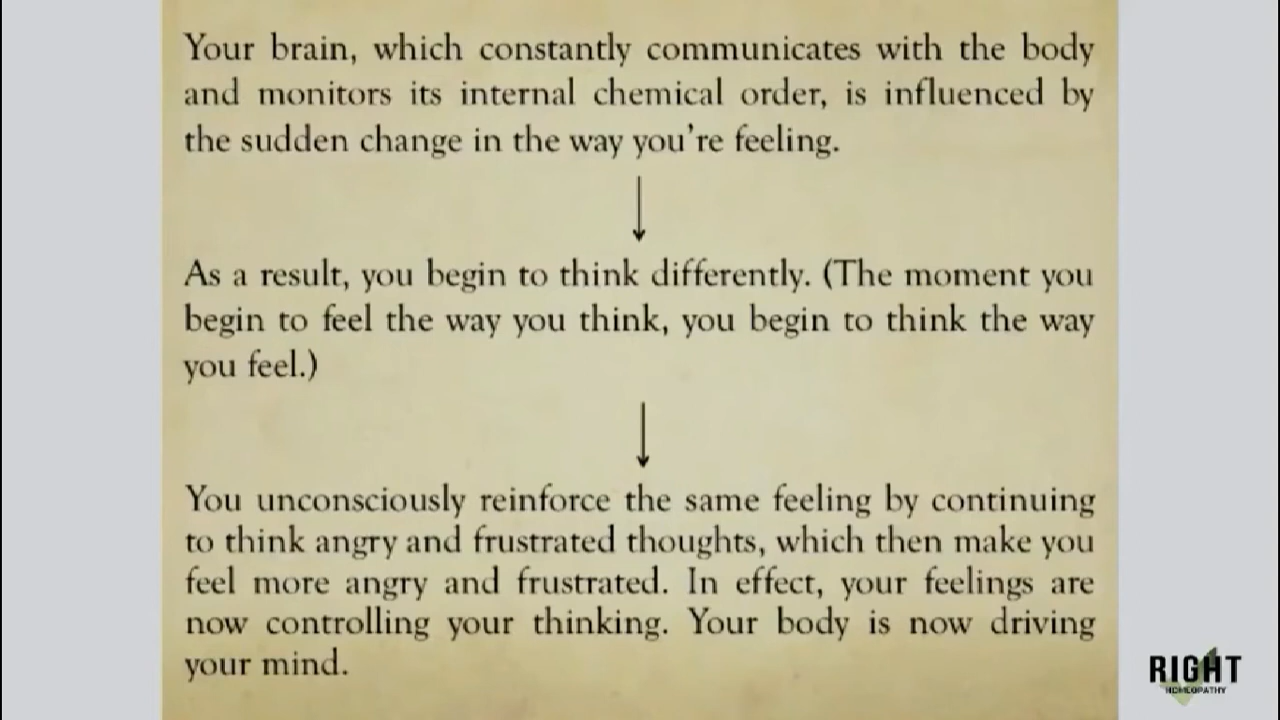 Your brain, which constantly communicates with the body
and monitors its internal chemical order, is influenced by
the sudden change in the way you're feeling.
As a result, you begin to think differently. (The moment you
begin to feel the way you think, you begin to think the way
you feel.)
You unconsciously reinforce the same feeling by continuing
to think angry and frustrated thoughts, which then make you
feel more angry and frustrated. In effect, your feelings are
now controlling your thinking. Your body is now driving
your mind.
RIGHT
HOMEOPATHY